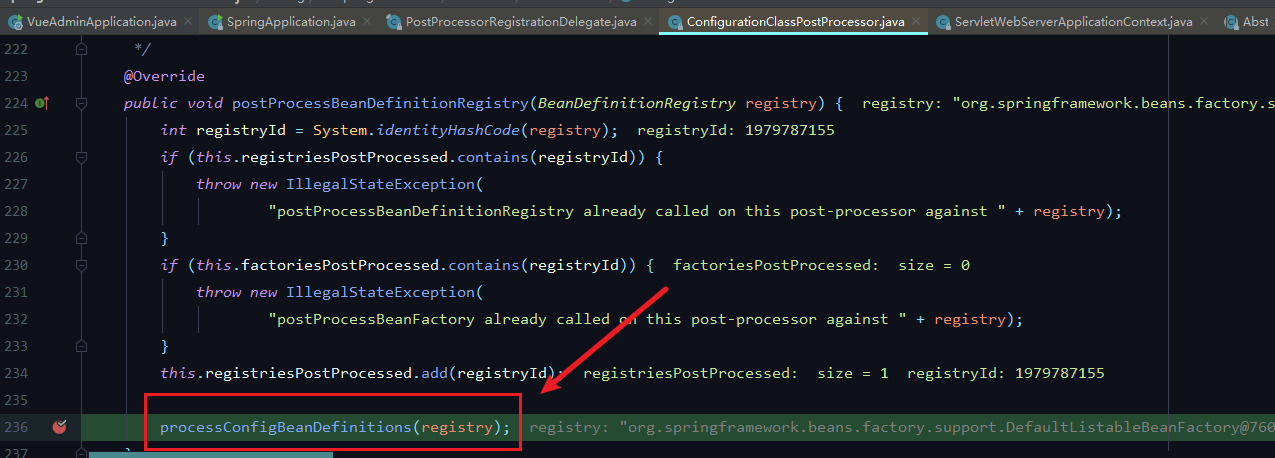 VueAdminApplication.java SpringApplication.java PostProcessorRegistrationDelegate.java ConfigurationClassPostProcessor.java ServletWebServerApplicationContext.java Abst
222 */
223 @Override
224 public void postProcessBeanDefinitionRegistry(BeanDefinitionRegistry registry) { registry: "org.springframework.beans.factory.s
225 int registryId = System.identityHashCode(registry); registryId: 1979787155
226 if (this.registriesPostProcessed.contains(registryId)) {
227 throw new IllegalStateException(
228 "postProcessBeanDefinitionRegistry already called on this post-processor against " + registry);
229 }
230 if (this.factoriesPostProcessed.contains(registryId)) { factoriesPostProcessed: size = 0
231 throw new IllegalStateException(
232 "postProcessBeanFactory already called on this post-processor against " + registry);
233 }
234 this.registriesPostProcessed.add(registryId); registriesPostProcessed: size = 1 registryId: 1979787155
235
236 processConfigBeanDefinitions(registry); registry: "org.springframework.beans.factory.support.DefaultListableBeanFactory@760
237 }